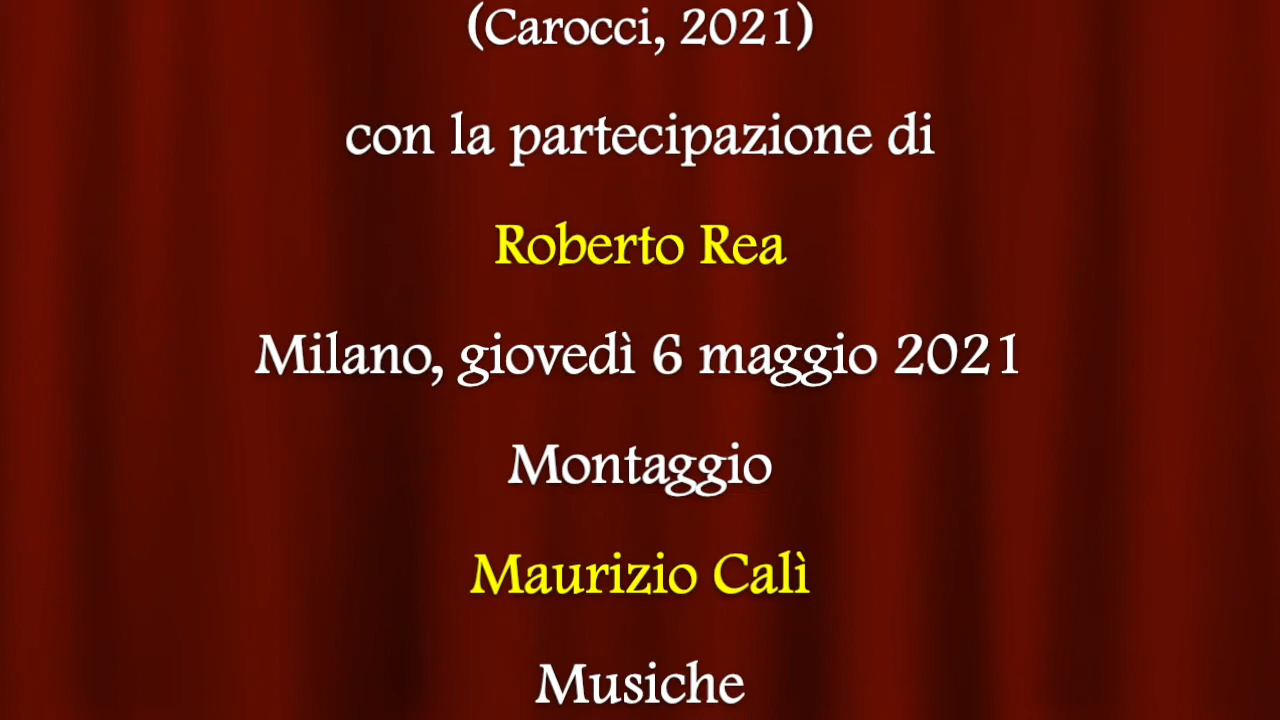 (Carocci, 2021)
con la partecipazione di
Roberto Rea
Milano, giovedì 6 maggio 2021
Montaggio
Maurizio Calì
Musiche